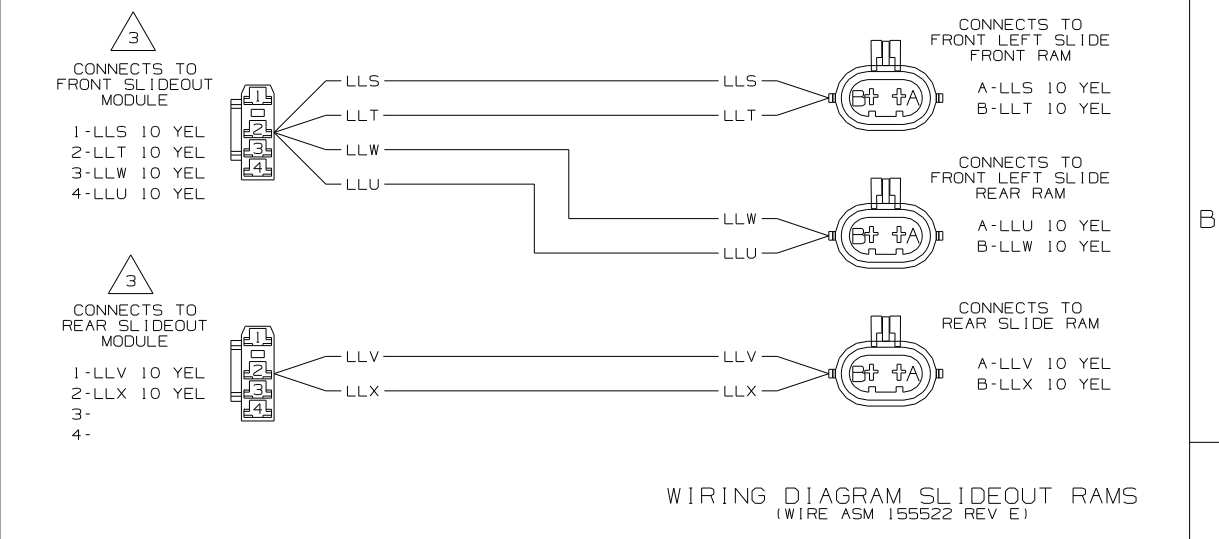 3
CONNECTS TO
FRONT SLIDEOUT
MODULE
1-LLS 10 YEL
2-LLT 10 YEL
3-LLW 10 YEL
4-LLU 10 YEL
1
2
3
4
LLS
LLT
LLW
LLU
LLS
LLT
B A
CONNECTS TO
FRONT LEFT SLIDE
FRONT RAM
A-LLS 10 YEL
B-LLT 10 YEL
LLW
LLU
B A
CONNECTS TO
FRONT LEFT SLIDE
REAR RAM
A-LLU 10 YEL
B-LLW 10 YEL
B
3
CONNECTS TO
REAR SLIDEOUT
MODULE
1-LLV 10 YEL
2-LLX 10 YEL
3-
4-
1
2
3
4
LLV
LLX
LLV
LLX
B A
CONNECTS TO
REAR SLIDE RAM
A-LLV 10 YEL
B-LLX 10 YEL
WIRING DIAGRAM SLIDEOUT RAMS
(WIRE ASM 155522 REV E)